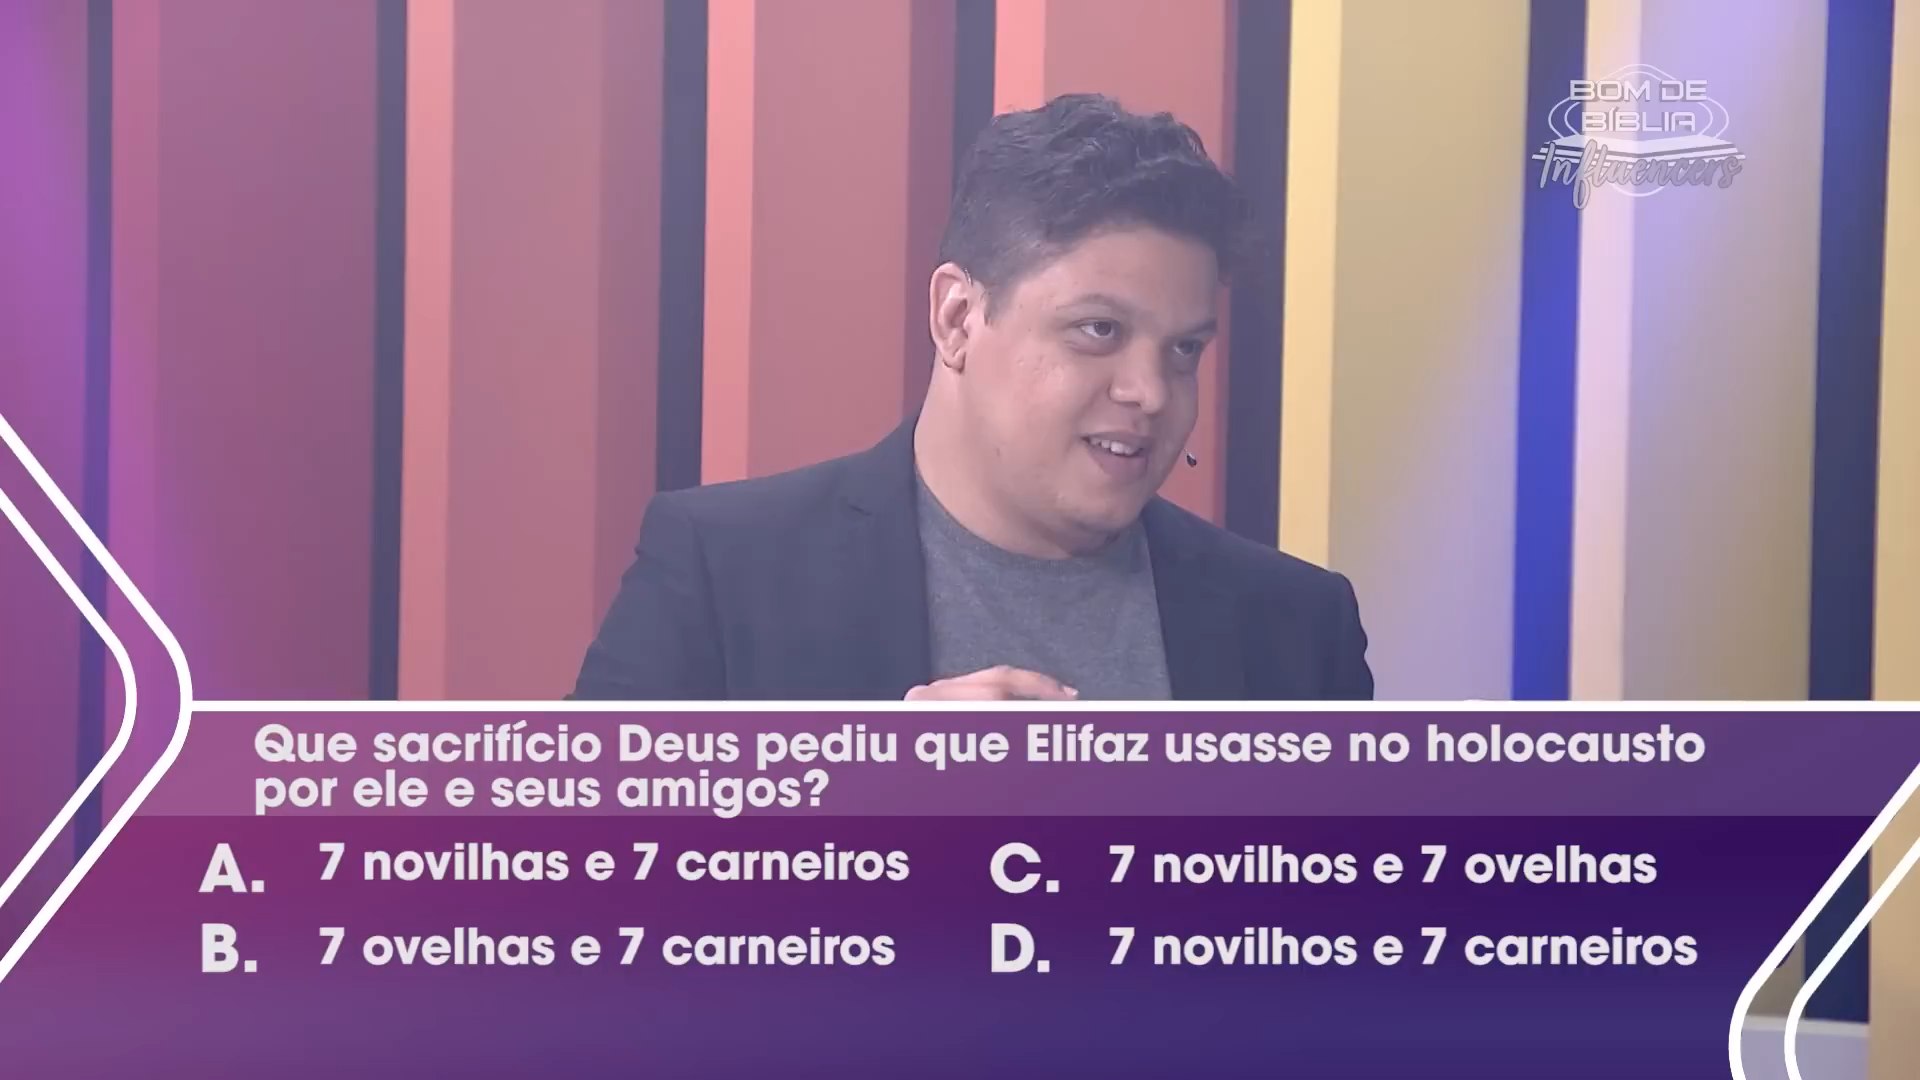 BOM DE
BÍBLIA
Influencers
Que sacrifício Deus pediu que Elifaz usasse no holocausto
por ele e seus amigos?
A. 7 novilhas e 7 carneiros
B. 7 ovelhas e 7 carneiros
C. 7 novilhos e 7 ovelhas
D. 7 novilhos e 7 carneiros